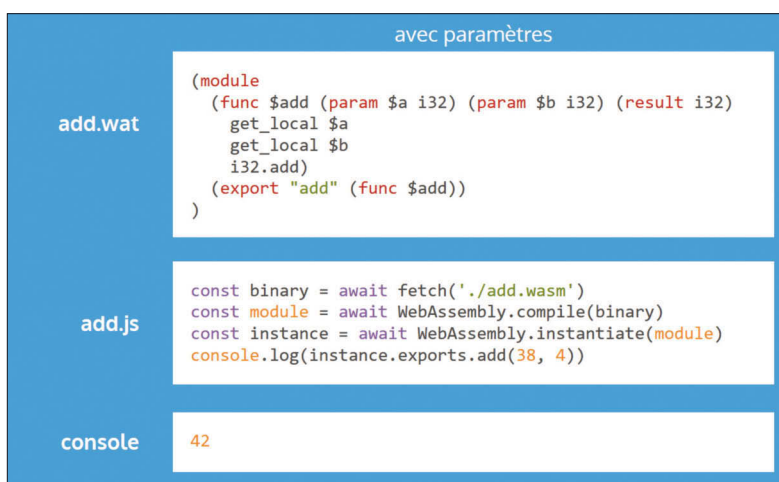 avec paramètres
add.wat
(module
  (func $add (param $a i32) (param $b i32) (result i32)
    get_local $a
    get_local $b
    i32.add)
  (export "add" (func $add))
)
add.js
const binary = await fetch('./add.wasm')
const module = await WebAssembly.compile(binary)
const instance = await WebAssembly.instantiate(module)
console.log(instance.exports.add(38, 4))
console
42